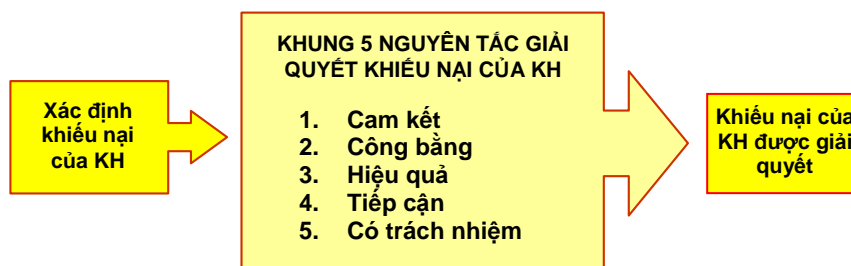 Xác định
khiếu nại
của KH
KHUNG 5 NGUYÊN TẮC GIẢI
QUYẾT KHIẾU NẠI CỦA KH
1. Cam kết
2. Công bằng
3. Hiệu quả
4. Tiếp cận
5. Có trách nhiệm
Khiếu nại của
KH được giải
quyết